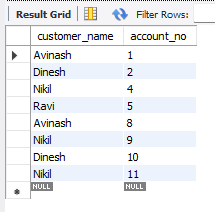 Result Grid Filter Rows:
customer_name account_no
Avinash 1
Dinesh 2
Nikil 4
Ravi 5
Avinash 8
Nikil 9
Dinesh 10
Nikil 11
NULL NULL